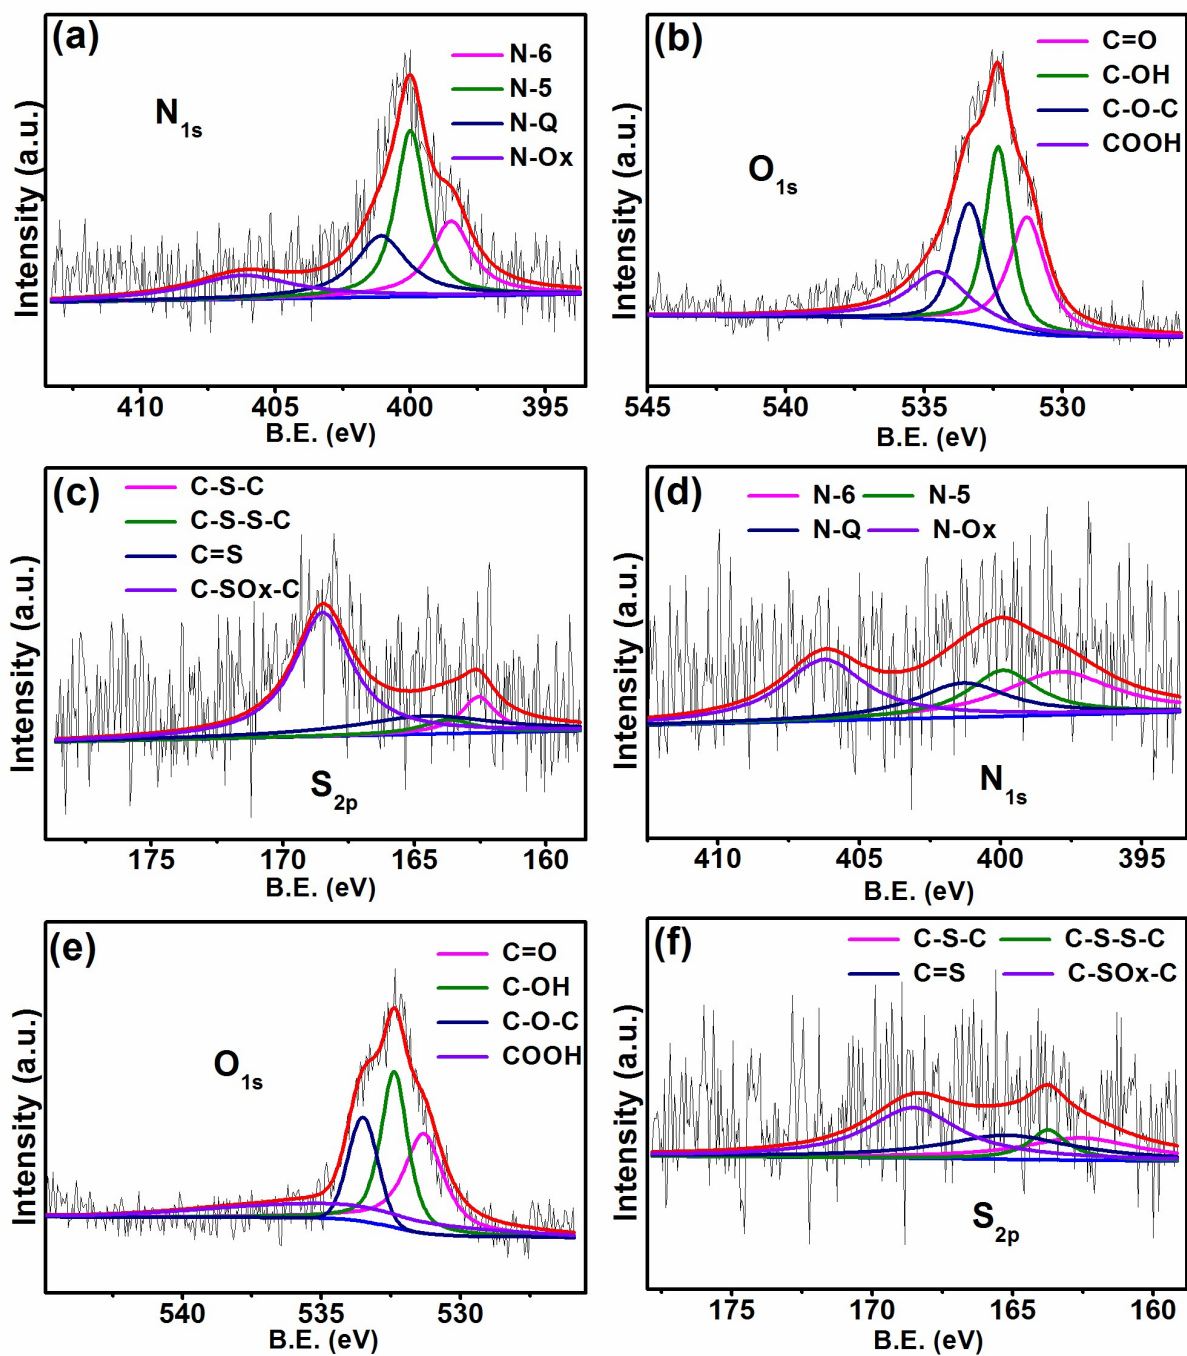 (a)
N-6
N-5
N-Q
N-Ox
N1s
Intensity (a.u.)
410 405 400 395
B.E. (eV)
(b)
C=O
C-OH
C-O-C
COOH
O1s
Intensity (a.u.)
545 540 535 530
B.E. (eV)
(c)
C-S-C
C-S-S-C
C=S
C-SOx-C
S2p
Intensity (a.u.)
175 170 165 160
B.E. (eV)
(d)
N-6 N-5
N-Q N-Ox
N1s
Intensity (a.u.)
410 405 400 395
B.E. (eV)
(e)
C=O
C-OH
C-O-C
COOH
O1s
Intensity (a.u.)
540 535 530
B.E. (eV)
(f)
C-S-C C-S-S-C
C=S C-SOx-C
S2p
Intensity (a.u.)
175 170 165 160
B.E. (eV)